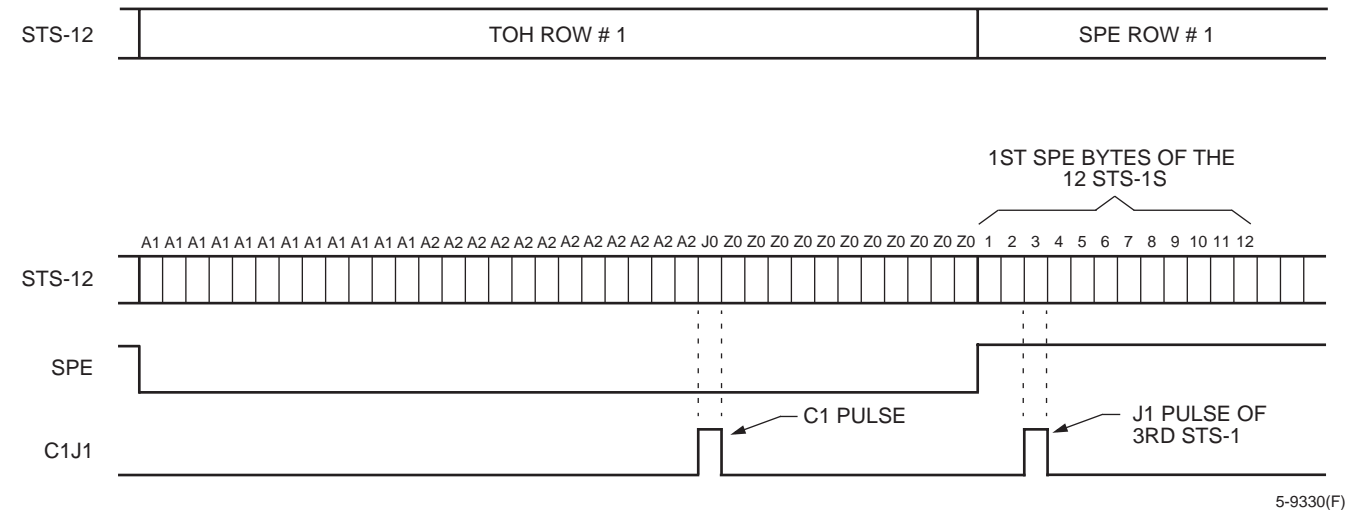 STS-12
TOH ROW # 1
SPE ROW # 1
1ST SPE BYTES OF THE
12 STS-1S
A1 A1 A1 A1 A1 A1 A1 A1 A1 A1 A1 A1 A2 A2 A2 A2 A2 A2 A2 A2 A2 A2 A2 A2 J0 Z0 Z0 Z0 Z0 Z0 Z0 Z0 Z0 Z0 Z0 Z0 1 2 3 4 5 6 7 8 9 10 11 12
STS-12
SPE
C1 PULSE
J1 PULSE OF
3RD STS-1
C1J1
5-9330(F)